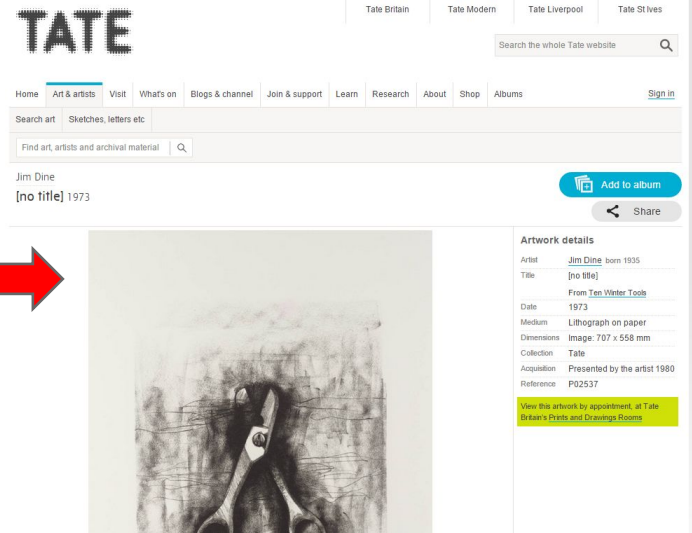 TATE
Tate Britain
Tate Modern
Tate Liverpool
Tate St Ives
Search the whole Tate website
Home Art & artists Visit What's on Blogs & channel Join & support Learn Research About Shop Albums Sign in
Search art Sketches, letters etc
Find art, artists and archival material
Jim Dine
[no title] 1973
Add to album
Share
Artwork details
Artist Jim Dine born 1935
Title [no title]
From Ten Winter Tools
Date 1973
Medium Lithograph on paper
Dimensions Image: 707 x 558 mm
Collection Tate
Acquisition Presented by the artist 1980
Reference P02537
View this artwork by appointment, at Tate
Britain's Prints and Drawings Rooms